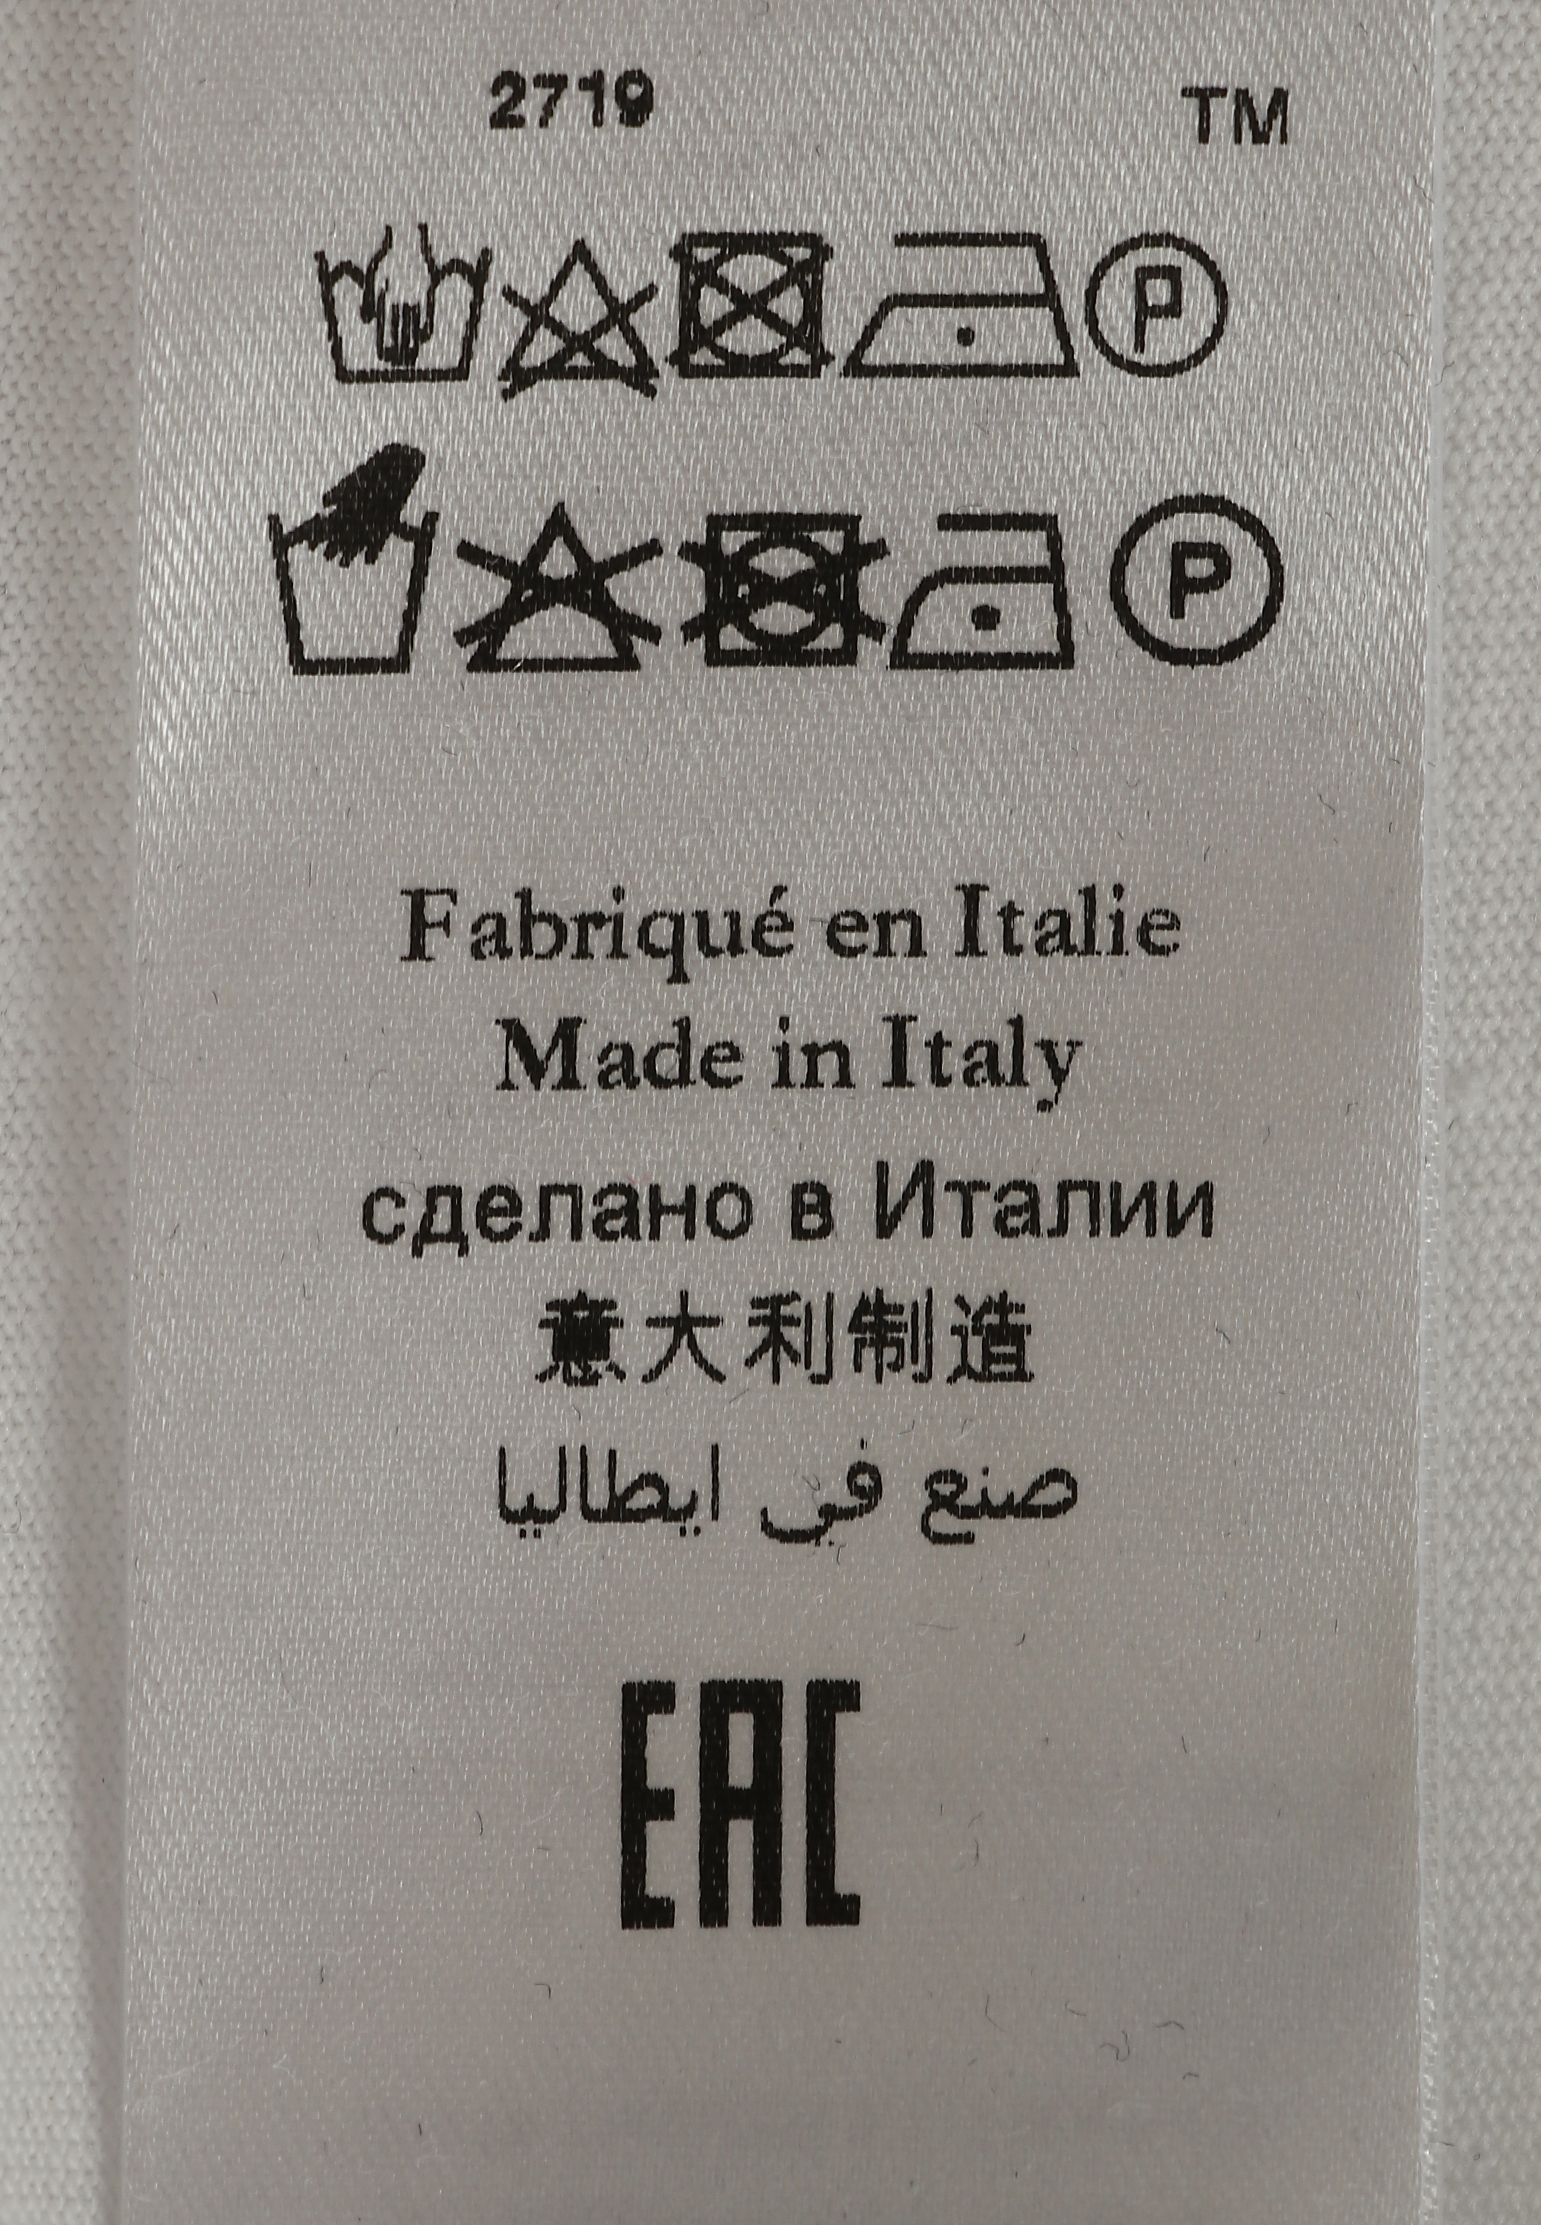 2719 TM
P
P
Fabriqué en Italie
Made in Italy
сделано в Италии
意大利制造
صنع في ايطاليا
EAC